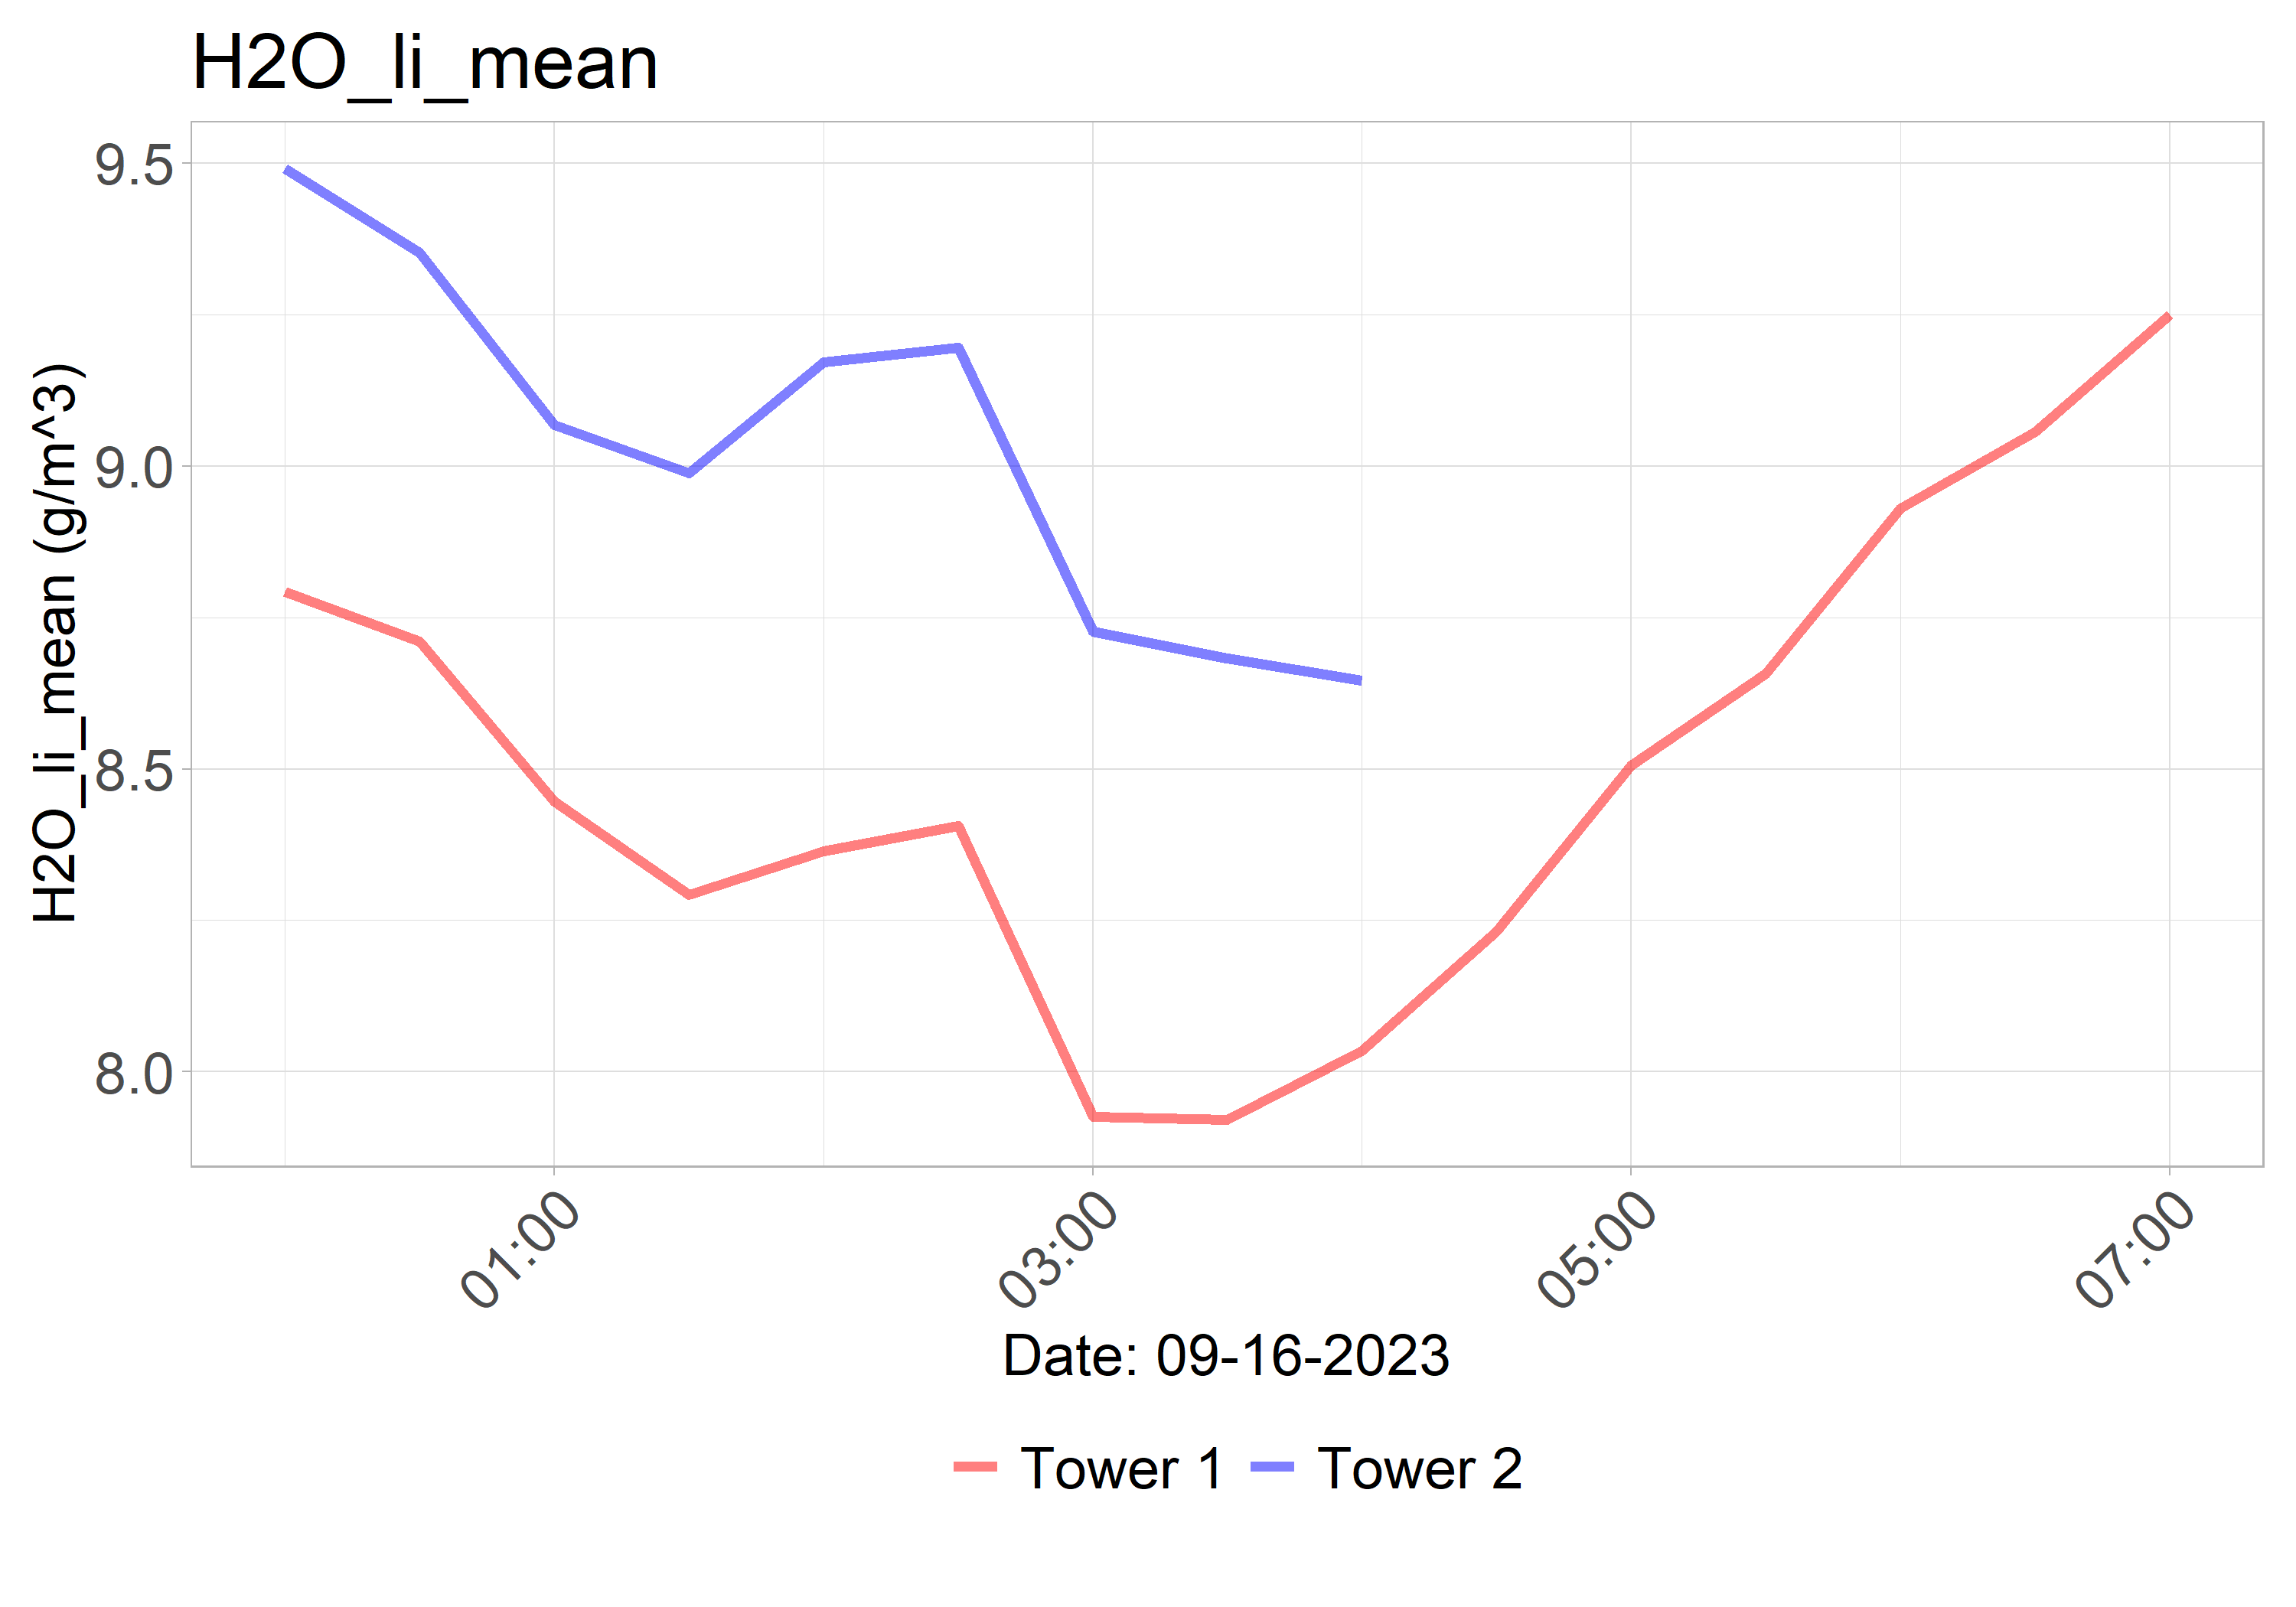 H2O_li_mean
H2O_li_mean (g/m^3)
9.5
9.0
8.5
8.0
01:00
03:00
05:00
07:00
Date: 09-16-2023
Tower 1
Tower 2